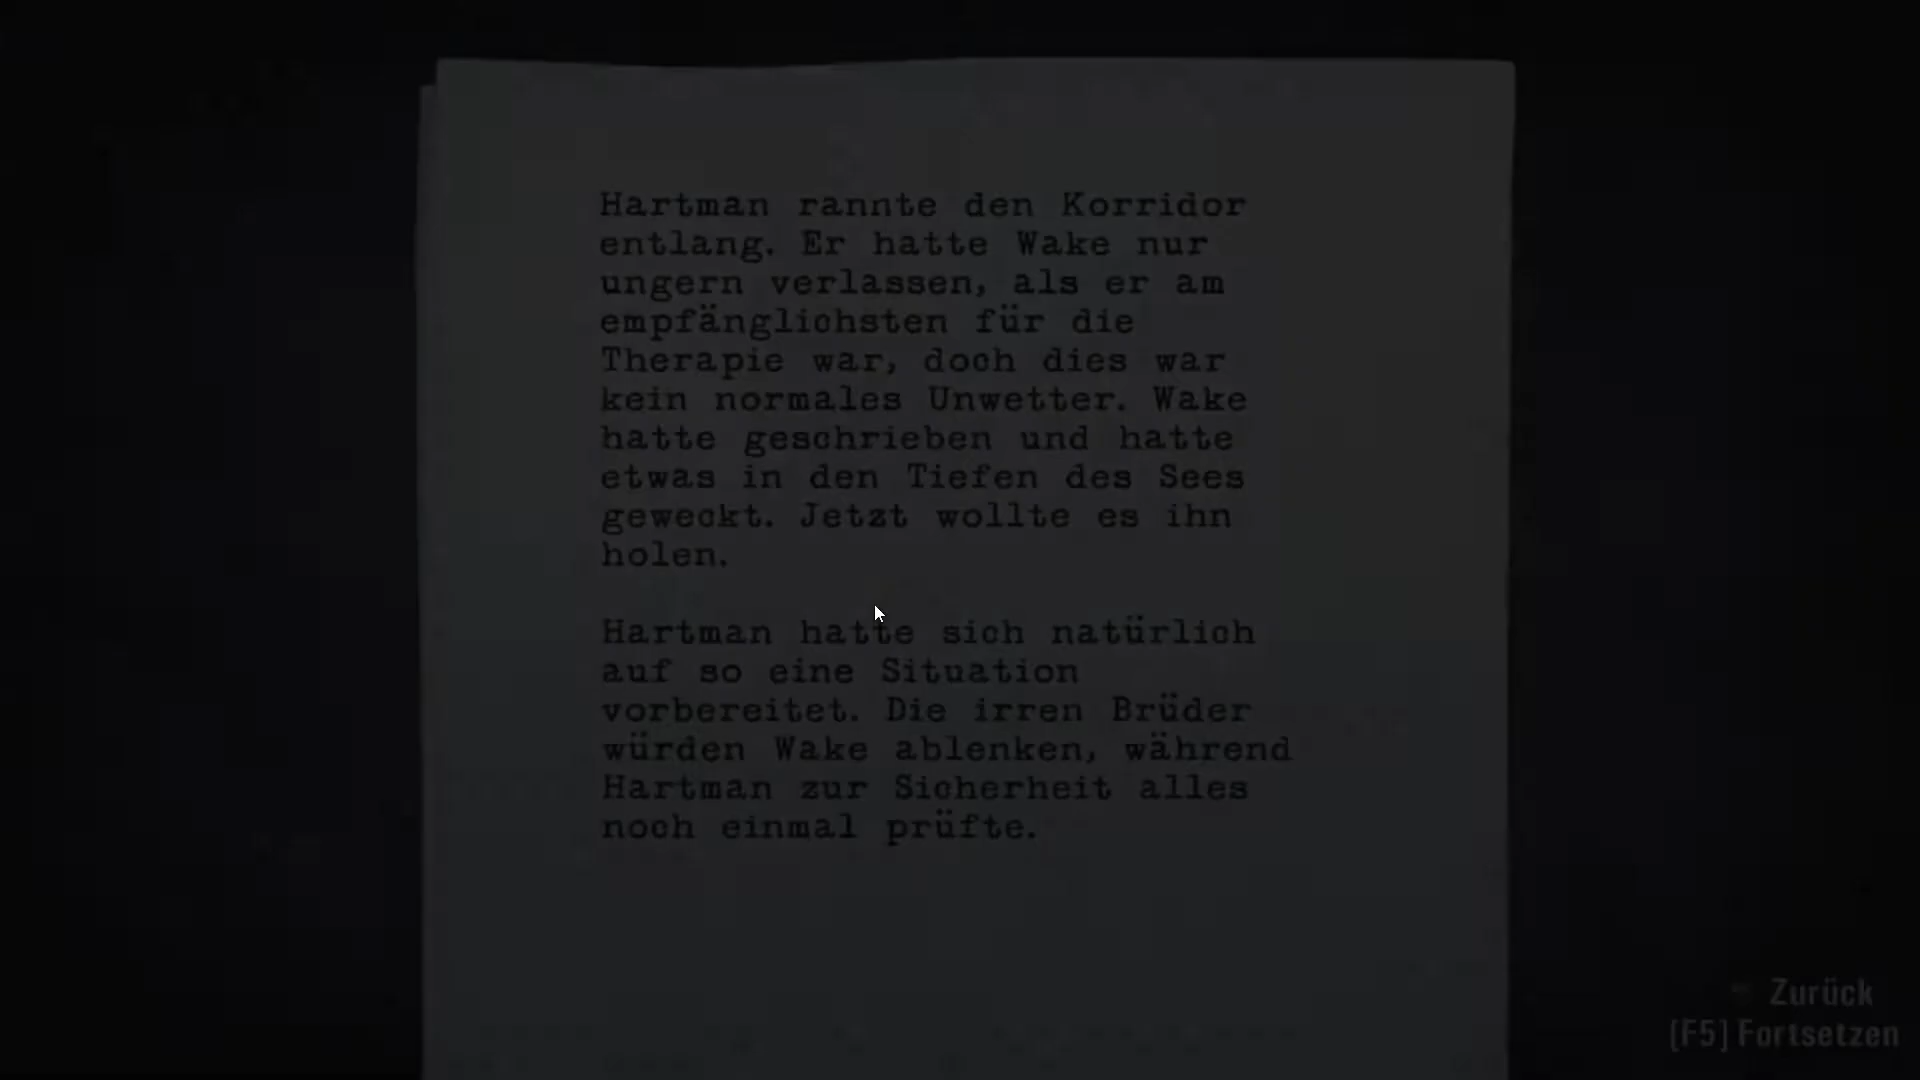 Hartman rannte den Korridor
entlang. Er hatte Wake nur
ungern verlassen, als er am
empfänglichsten für die
Therapie war, doch dies war
kein normales Unwetter. Wake
hatte geschrieben und hatte
etwas in den Tiefen des Sees
geweckt. Jetzt wollte es ihn
holen.
Hartman hatte sich natürlich
auf so eine Situation
vorbereitet. Die irren Brüder
würden Wake ablenken, während
Hartman zur Sicherheit alles
noch einmal prüfte.
Zurück
[F5] Fortsetzen